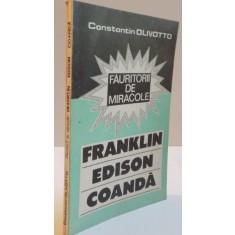 Constantin OLIVOTTO
FĂURITORII
DE
MIRACOLE
FRANKLIN
EDISON
COANDĂ